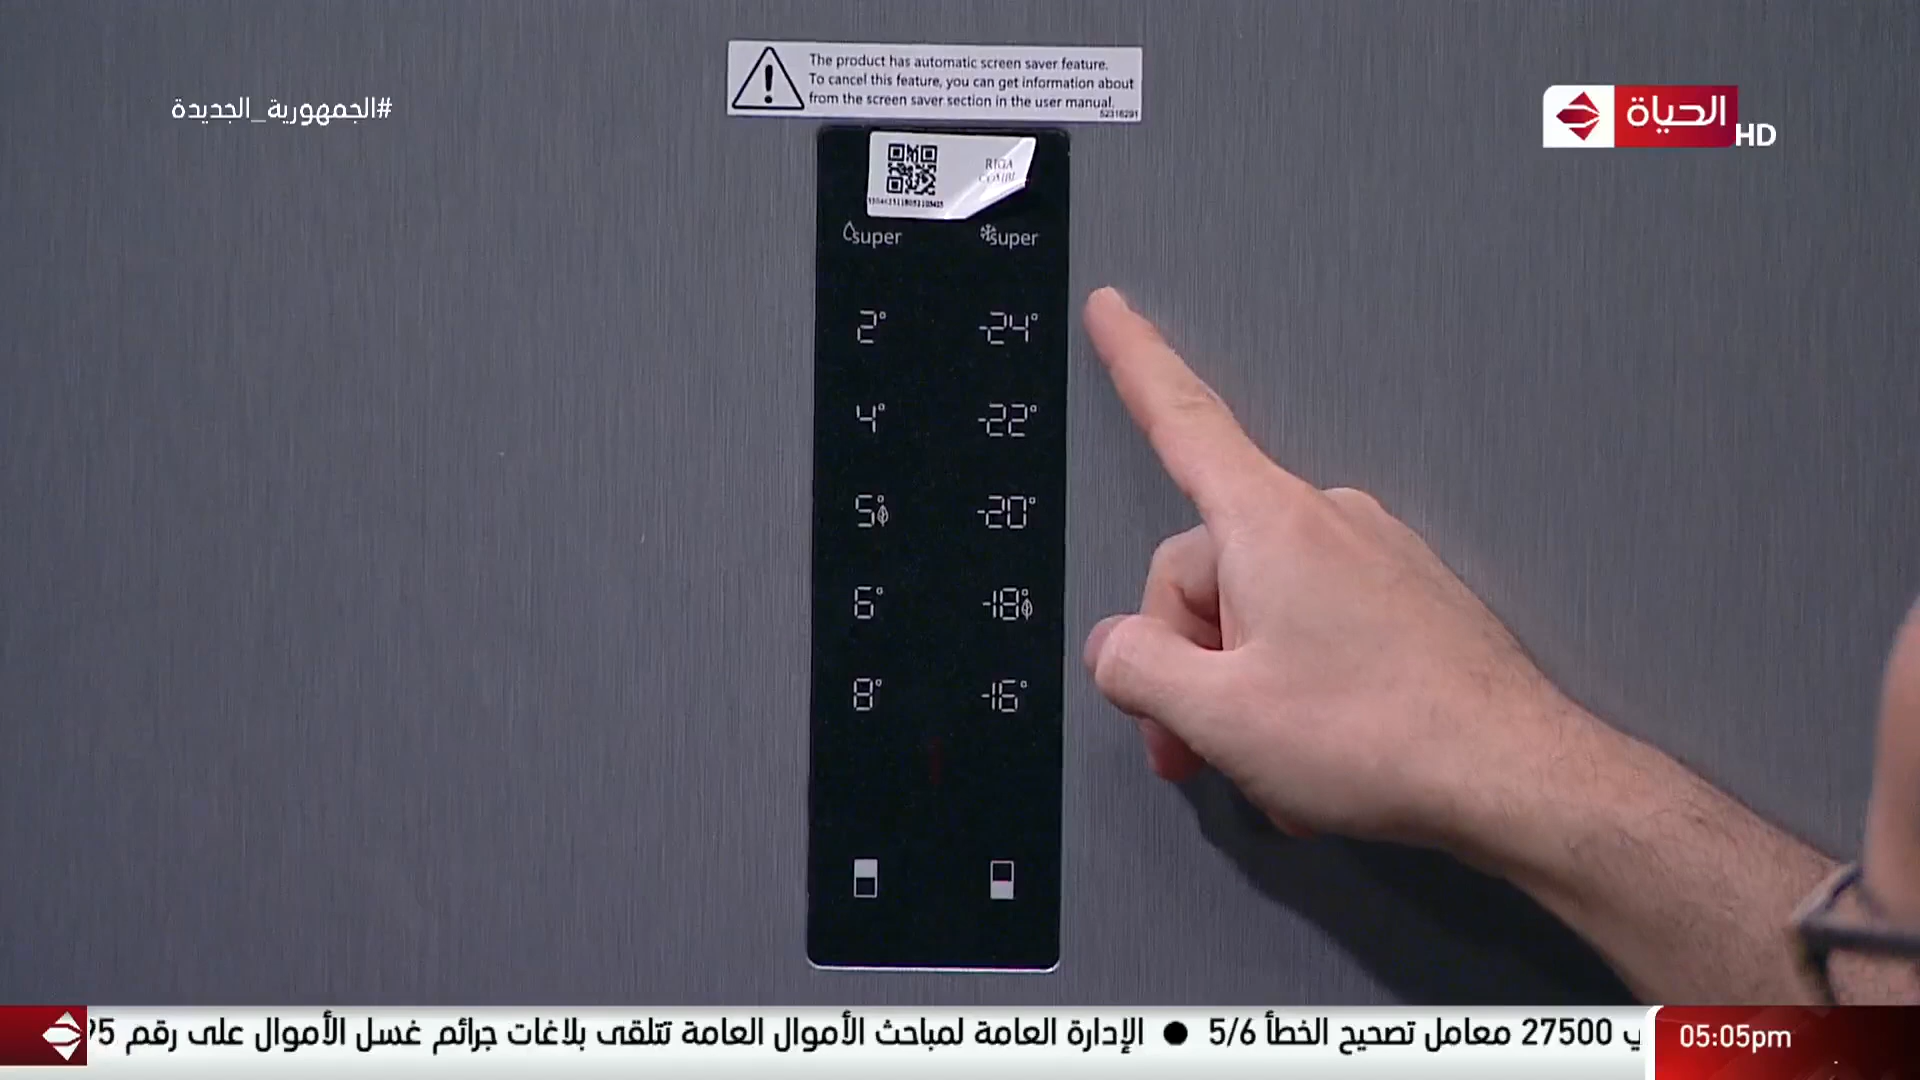 The product has automatic screen saver feature.
To cancel this feature, you can get information about
from the screen saver section in the user manual.
52318291
#الجمهورية_الجديدة
الحياة
HD
RIGA
COMBI
super super
2° -24°
4° -22°
5° -20°
6° -18°
8° -16°
ي 27500 معامل تصحيح الخطأ 5/6 ● الإدارة العامة لمباحث الأموال العامة تتلقى بلاغات جرائم غسل الأموال على رقم
05:05pm